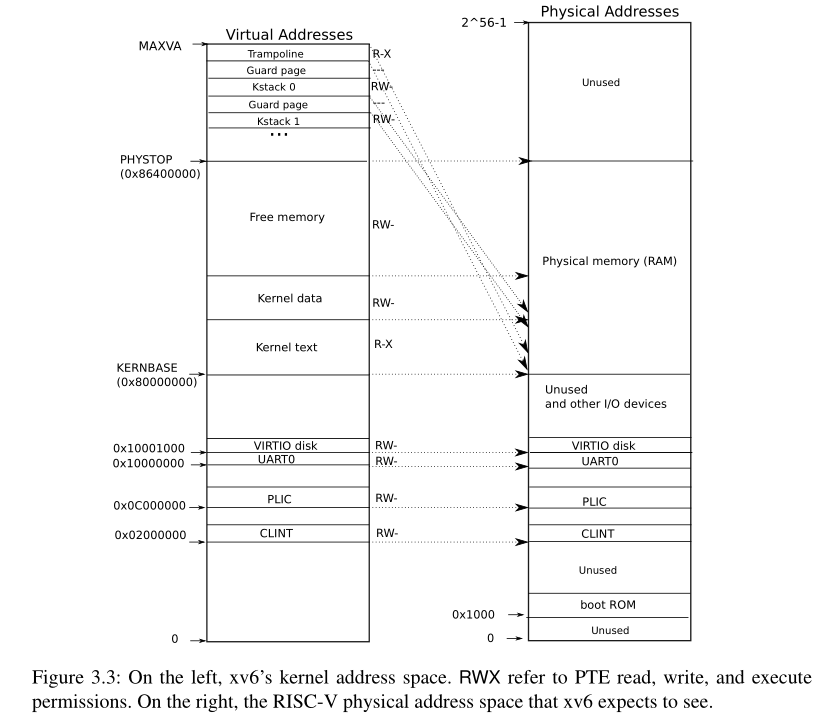 Virtual Addresses
MAXVA
Trampoline R-X
Guard page ---
Kstack 0 RW-
Guard page ---
Kstack 1 RW-
...
PHYSTOP
(0x86400000)
Free memory
RW-
Kernel data RW-
Kernel text R-X
KERNBASE
(0x80000000)
VIRTIO disk RW-
0x10001000
UART0 RW-
0x10000000
PLIC RW-
0x0C000000
CLINT RW-
0x02000000
0
Physical Addresses
2^56-1
Unused
Physical memory (RAM)
Unused
and other I/O devices
VIRTIO disk
UART0
PLIC
CLINT
Unused
boot ROM
0x1000
Unused
0
Figure 3.3: On the left, xv6's kernel address space. RWX refer to PTE read, write, and execute
permissions. On the right, the RISC-V physical address space that xv6 expects to see.